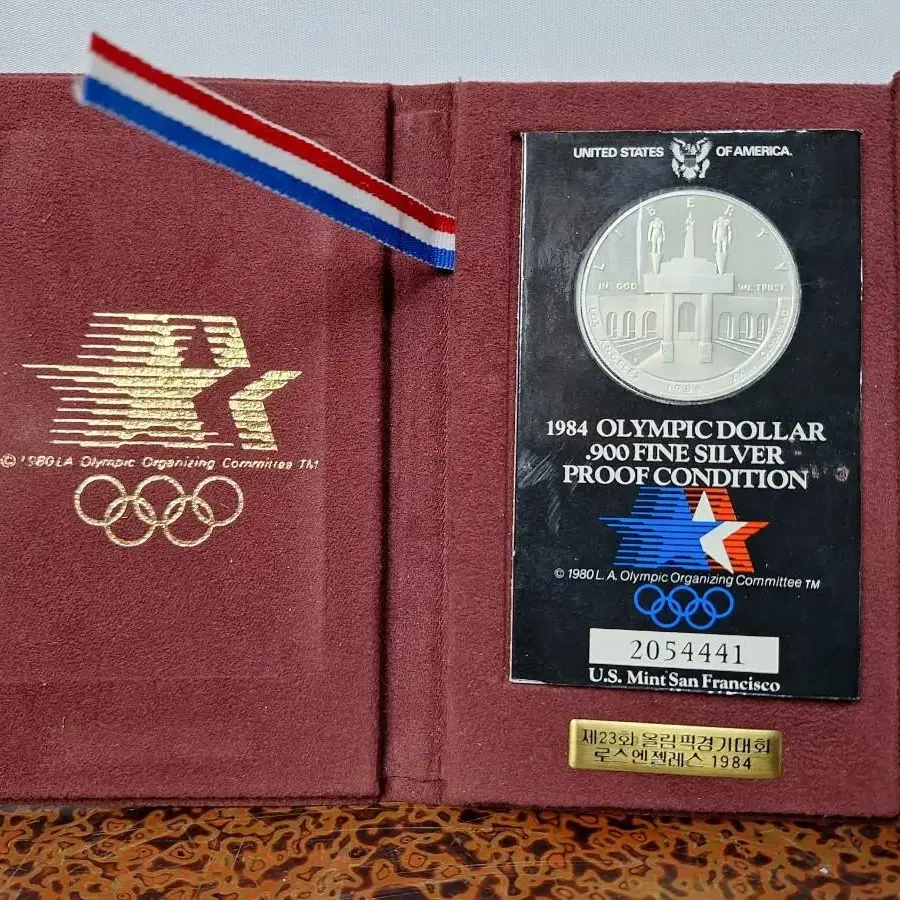 © 1980 L.A. Olympic Organizing Committee TM
UNITED STATES OF AMERICA.
LIBERTY
IN GOD WE TRUST
LOS ANGELES
1984
1984 OLYMPIC DOLLAR
.900 FINE SILVER
PROOF CONDITION
© 1980 L.A. Olympic Organizing Committee TM
2054441
U.S. Mint San Francisco
제23회 올림픽경기대회
로스엔젤레스 1984